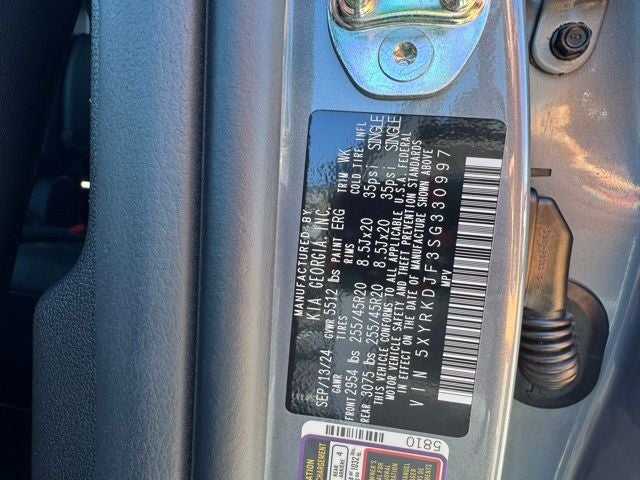 MANUFACTURED BY
KIA GEORGIA, INC.
SEP/13/24 GVWR 5512 lbs PAINT ERG TRIM WK
GAWR TIRES RIMS COLD TIRE INFL
FRONT 2954 lbs 255/45R20 8.5Jx20 35psi SINGLE
REAR 3075 lbs 255/45R20 8.5Jx20 35psi SINGLE
THIS VEHICLE CONFORMS TO ALL APPLICABLE U.S.A. FEDERAL
MOTOR VEHICLE SAFETY AND THEFT PREVENTION STANDARDS
IN EFFECT ON THE DATE OF MANUFACTURE SHOWN ABOVE
VIN 5XYRKDJF3SG330997
MPV
5810
REAR
ARRIERE 4